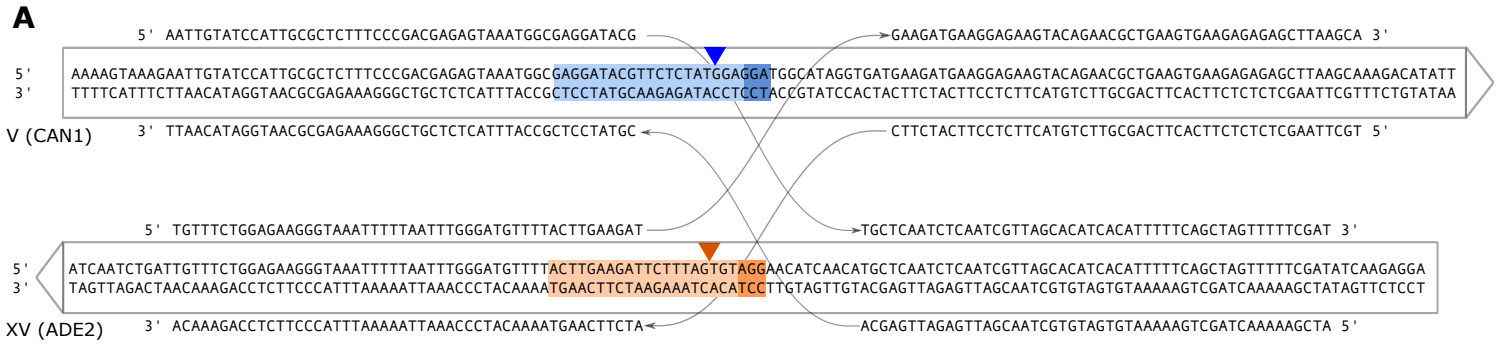 A
5' AATTGTATCCATTGCGCTCTTTCCCGACGAGAGTAAATGGCGAGGATACG GAAGATGAAGGAGAAGTACAGAACGCTGAAGTGAAGAGAGAGCTTAAGCA 3'
5' AAAAGTAAAGAATTGTATCCATTGCGCTCTTTCCCGACGAGAGTAAATGGCGAGGATACGTTCTCTATGGAGGATGGCATAGGTGATGAAGATGAAGGAGAAGTACAGAACGCTGAAGTGAAGAGAGAGCTTAAGCAAAGACATATT
3' TTTTCATTTCTTAACATAGGTAACGCGAGAAAGGGCTGCTCTCATTTACCGCTCCTATGCAAGAGATACCTCCTACCGTATCCACTACTTCTACTTCCTCTTCATGTCTTGCGACTTCACTTCTCTCTCGAATTCGTTTCTGTATAA
V (CAN1)
3' TTAACATAGGTAACGCGAGAAAGGGCTGCTCTCATTTACCGCTCCTATGC CTTCTACTTCCTCTTCATGTCTTGCGACTTCACTTCTCTCTCGAATTCGT 5'
5' TGTTTCTGGAGAAGGGTAAATTTTTAATTTGGGATGTTTTACTTGAAGAT TGCTCAATCTCAATCGTTAGCACATCACATTTTTCAGCTAGTTTTTCGAT 3'
5' ATCAATCTGATTGTTTCTGGAGAAGGGTAAATTTTTAATTTGGGATGTTTTACTTGAAGATTCTTTAGTGTAGGAACATCAACATGCTCAATCTCAATCGTTAGCACATCACATTTTTCAGCTAGTTTTTCGATATCAAGAGGA
3' TAGTTAGACTAACAAAGACCTCTTCCCATTTAAAAATTAAACCCTACAAAATGAACTTCTAAGAAATCACATCCTTGTAGTTGTACGAGTTAGAGTTAGCAATCGTGTAGTGTAAAAAGTCGATCAAAAAGCTATAGTTCTCCT
XV (ADE2)
3' ACAAAGACCTCTTCCCATTTAAAAATTAAACCCTACAAAATGAACTTCTA ACGAGTTAGAGTTAGCAATCGTGTAGTGTAAAAAGTCGATCAAAAAGCTA 5'